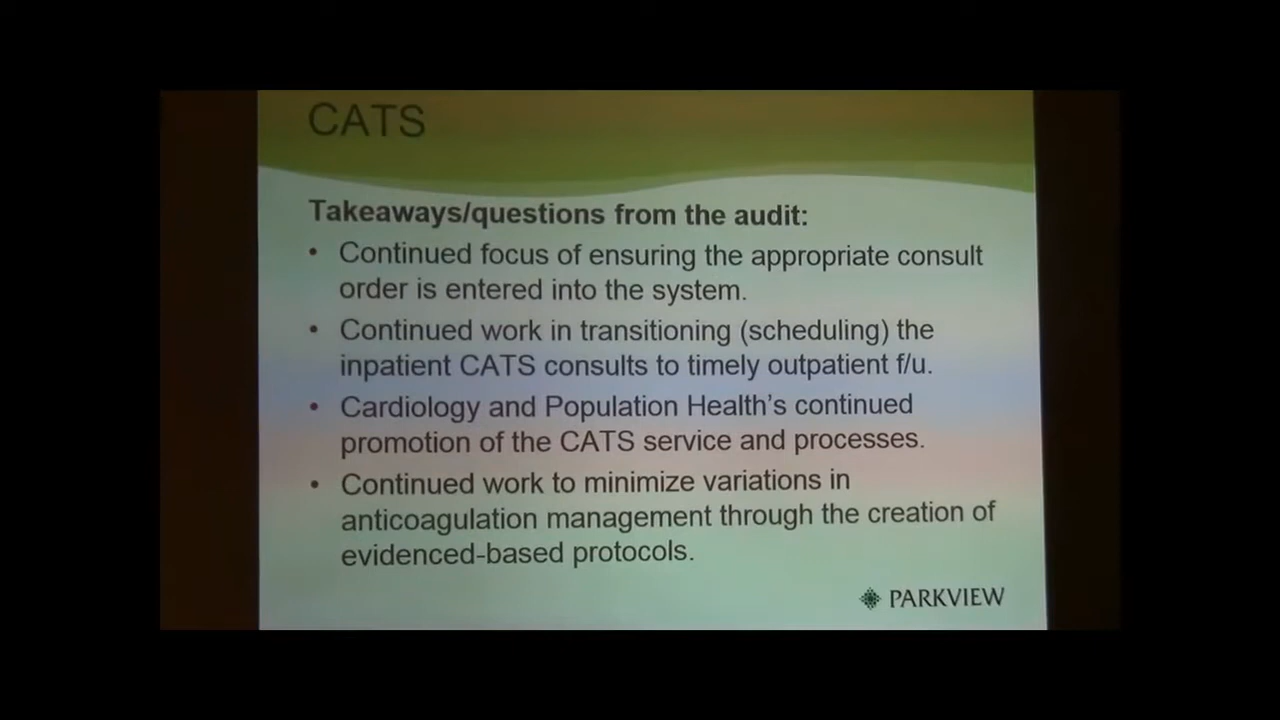 CATS
Takeaways/questions from the audit:
• Continued focus of ensuring the appropriate consult
order is entered into the system.
• Continued work in transitioning (scheduling) the
inpatient CATS consults to timely outpatient f/u.
• Cardiology and Population Health's continued
promotion of the CATS service and processes.
• Continued work to minimize variations in
anticoagulation management through the creation of
evidenced-based protocols.
PARKVIEW